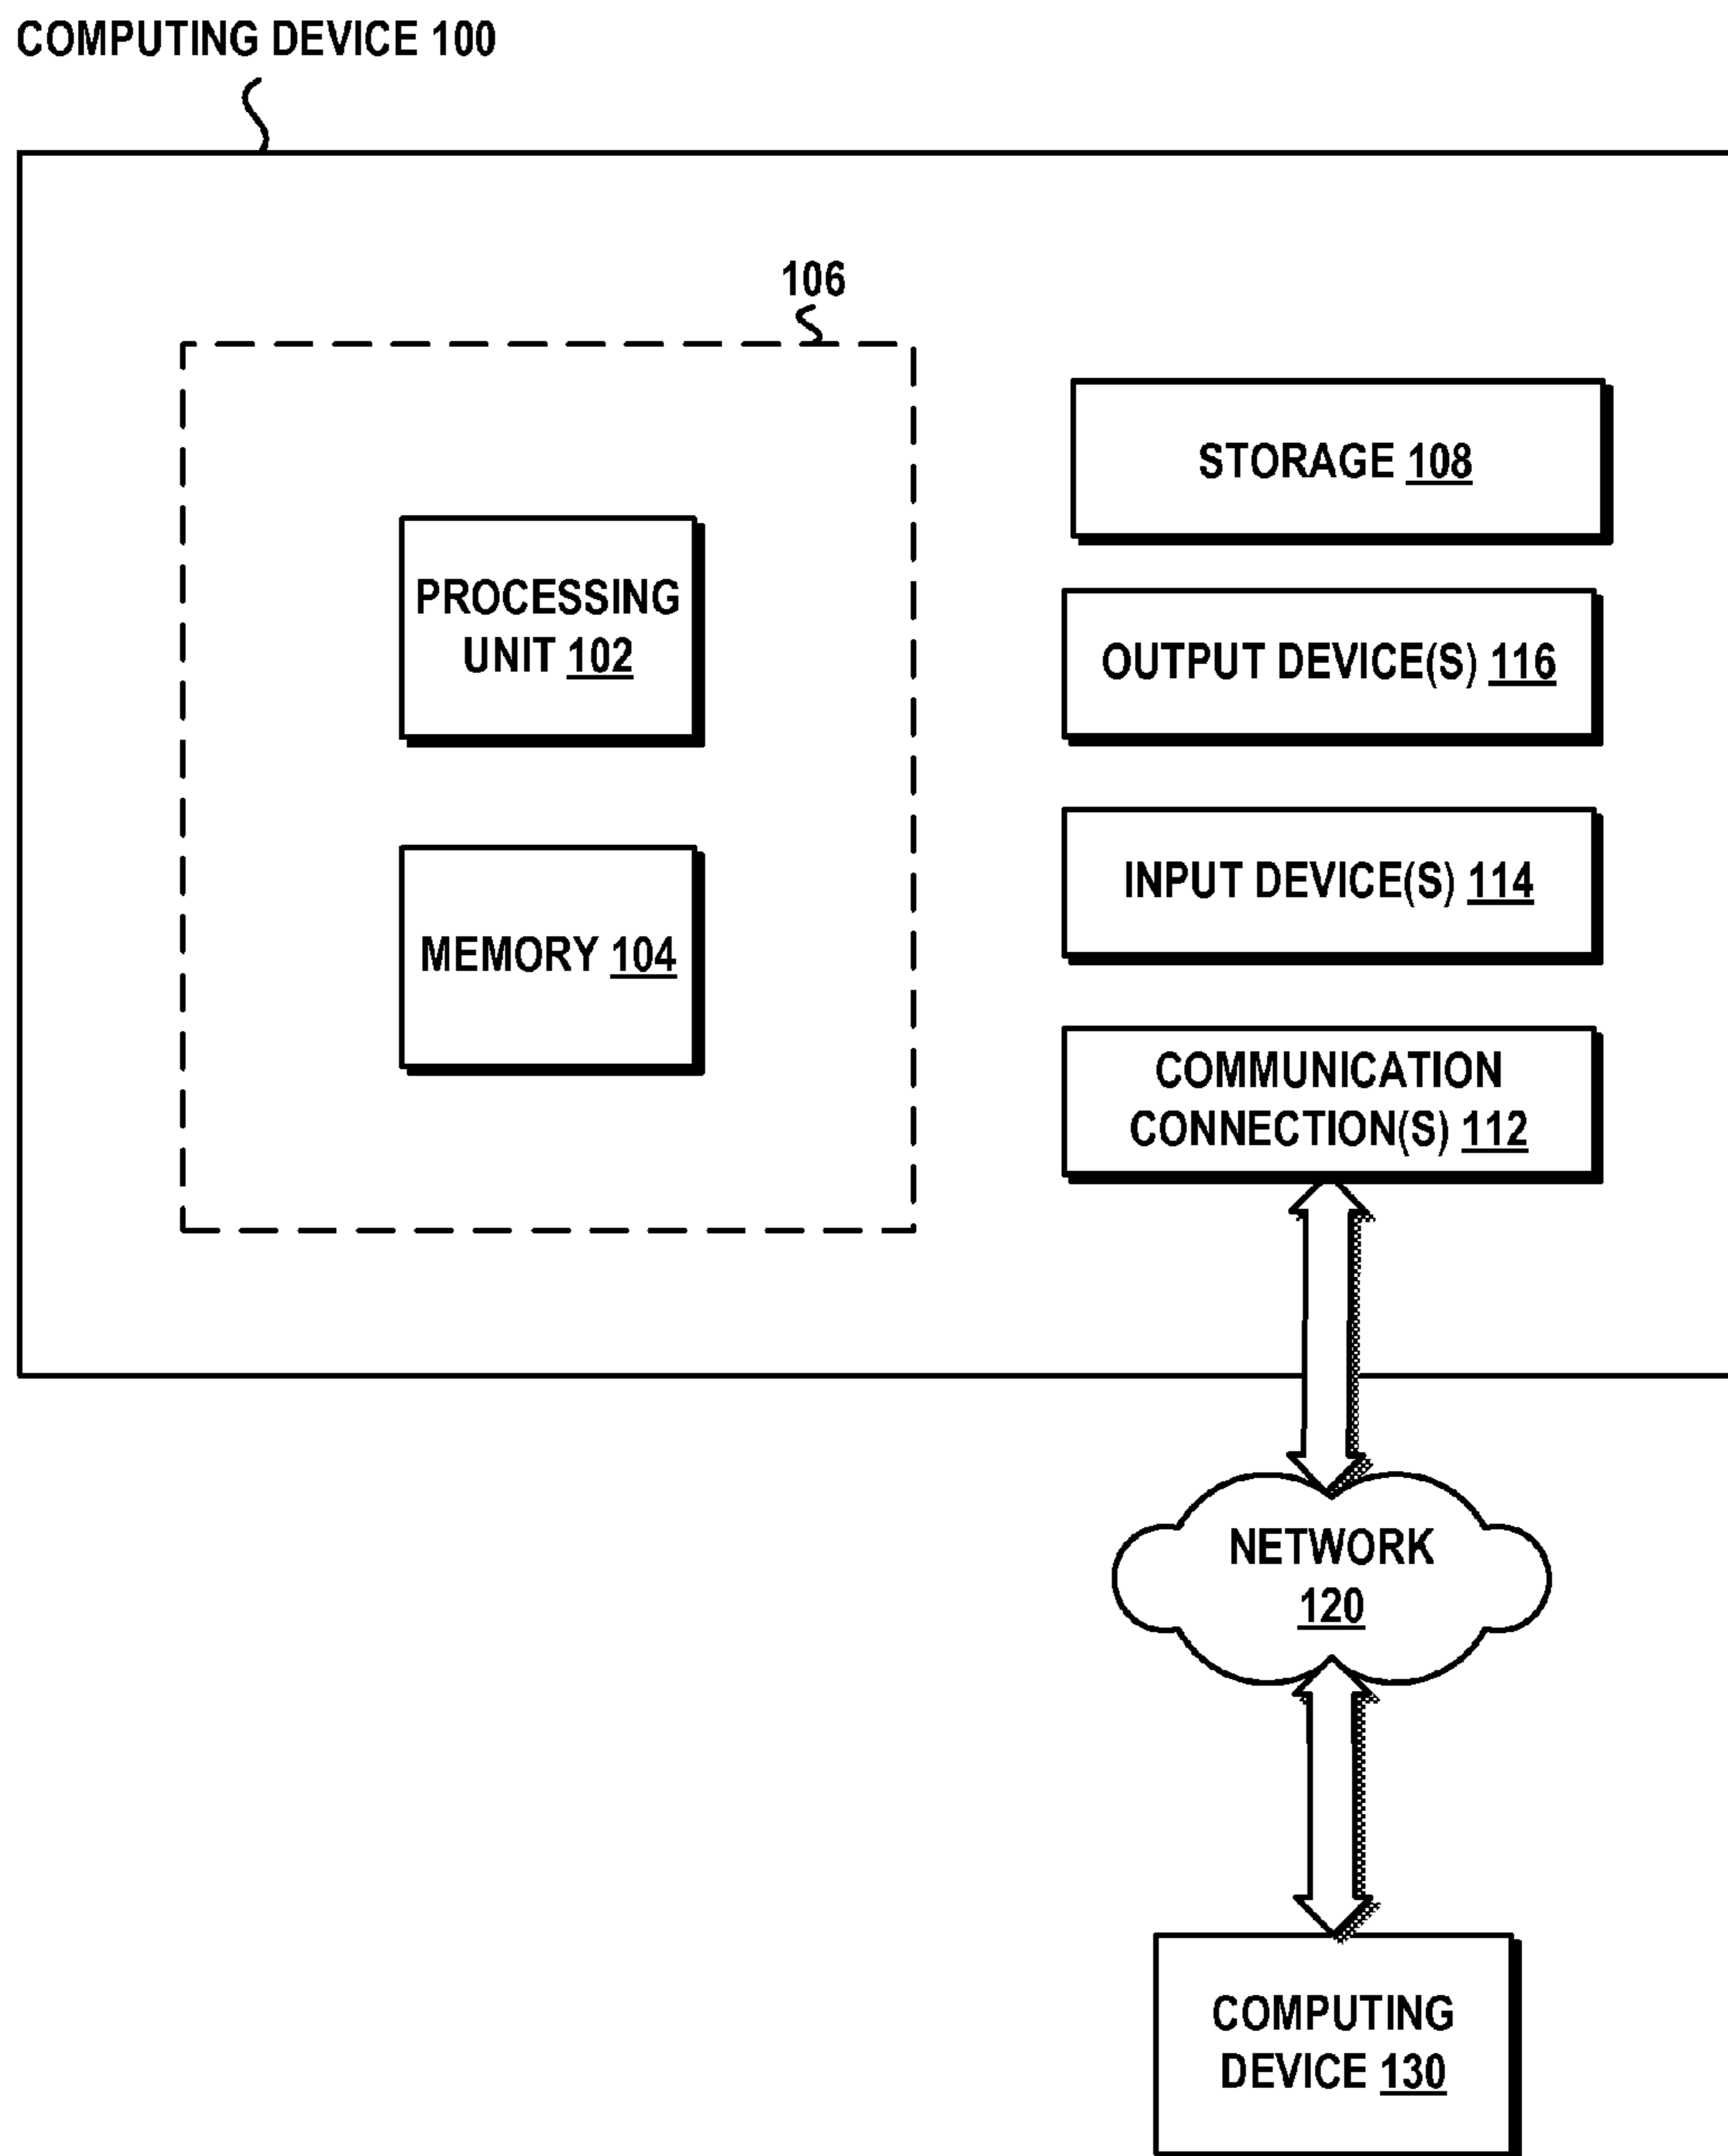 COMPUTING DEVICE 100
106
PROCESSING
UNIT 102
MEMORY 104
STORAGE 108
OUTPUT DEVICE(S) 116
INPUT DEVICE(S) 114
COMMUNICATION
CONNECTION(S) 112
NETWORK
120
COMPUTING
DEVICE 130